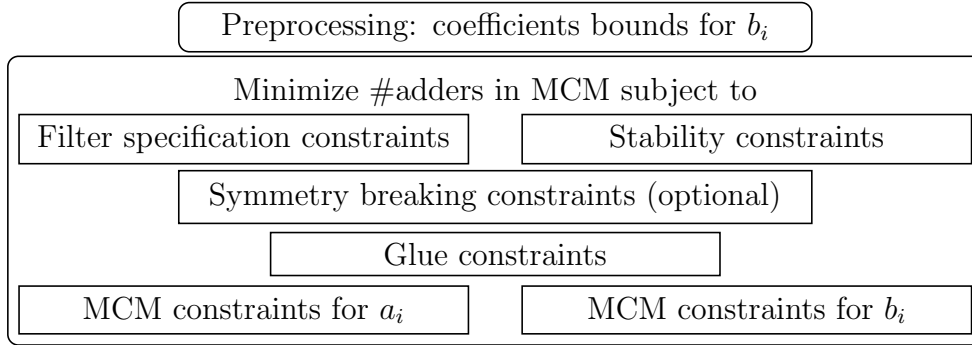 Preprocessing: coefficients bounds for $b_i$
Minimize #adders in MCM subject to
Filter specification constraints
Stability constraints
Symmetry breaking constraints (optional)
Glue constraints
MCM constraints for $a_i$
MCM constraints for $b_i$